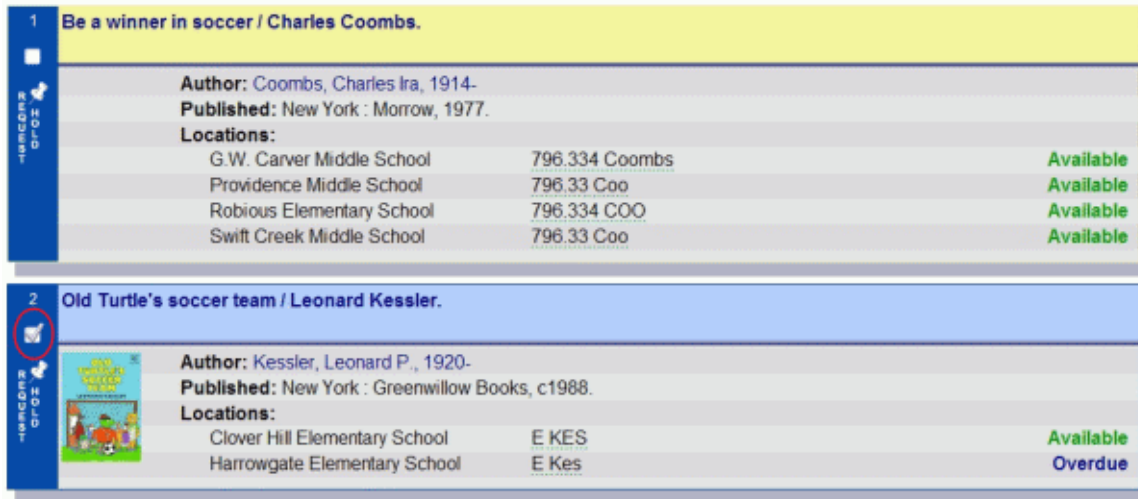 1
Be a winner in soccer / Charles Coombs.
REQUEST HOLD
Author: Coombs, Charles Ira, 1914-
Published: New York : Morrow, 1977.
Locations:
G.W. Carver Middle School 796.334 Coombs Available
Providence Middle School 796.33 Coo Available
Robious Elementary School 796.334 COO Available
Swift Creek Middle School 796.33 Coo Available
2
Old Turtle's soccer team / Leonard Kessler.
REQUEST HOLD
OLD
TURTLE'S
SOCCER
TEAM
Author: Kessler, Leonard P., 1920-
Published: New York : Greenwillow Books, c1988.
Locations:
Clover Hill Elementary School E KES Available
Harrowgate Elementary School E Kes Overdue